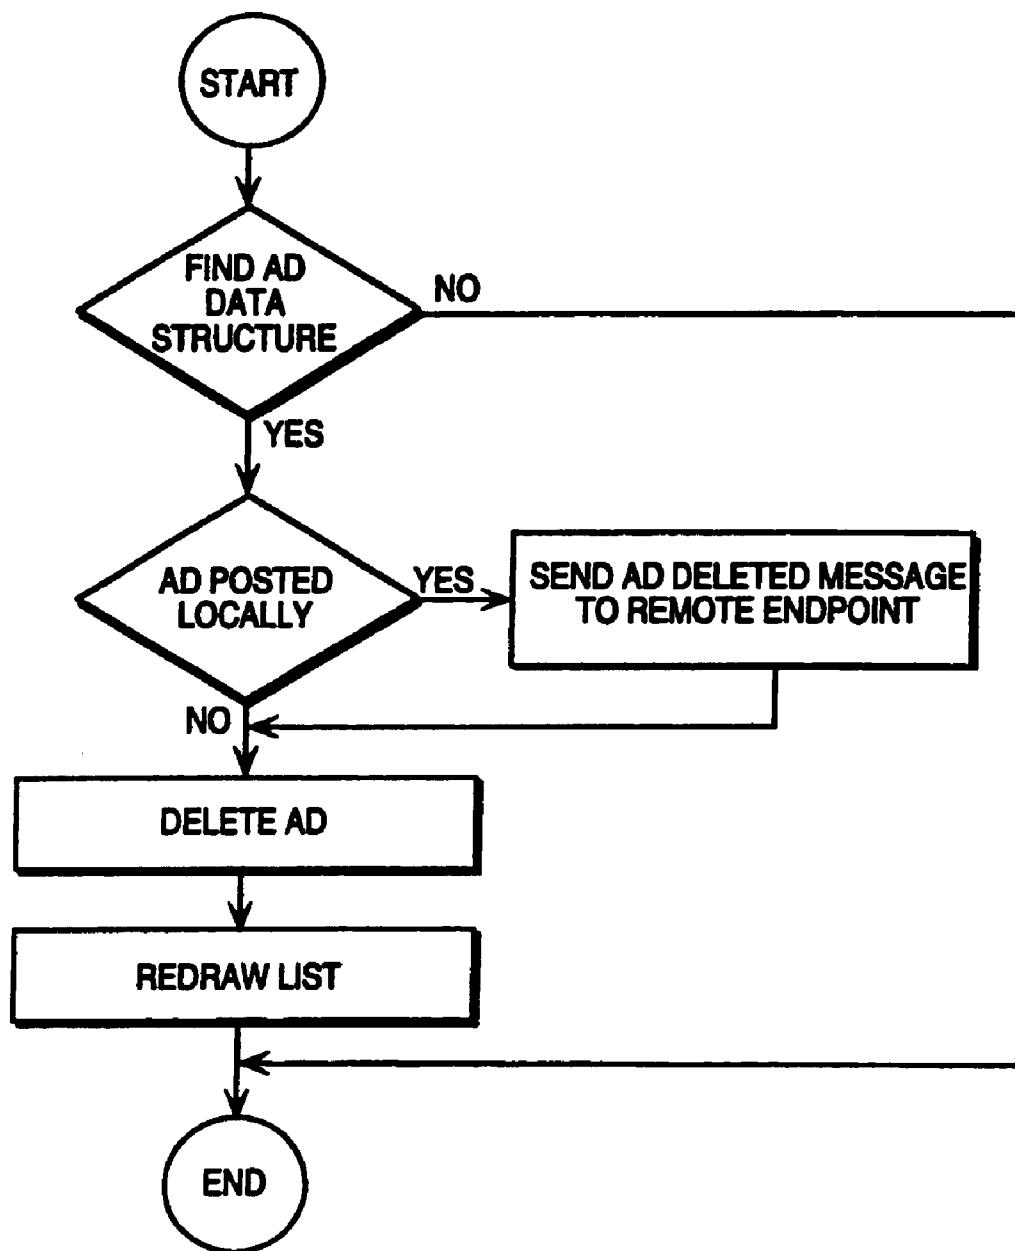 START
FIND AD
DATA
STRUCTURE
NO
YES
AD POSTED
LOCALLY
YES
SEND AD DELETED MESSAGE
TO REMOTE ENDPOINT
NO
DELETE AD
REDRAW LIST
END